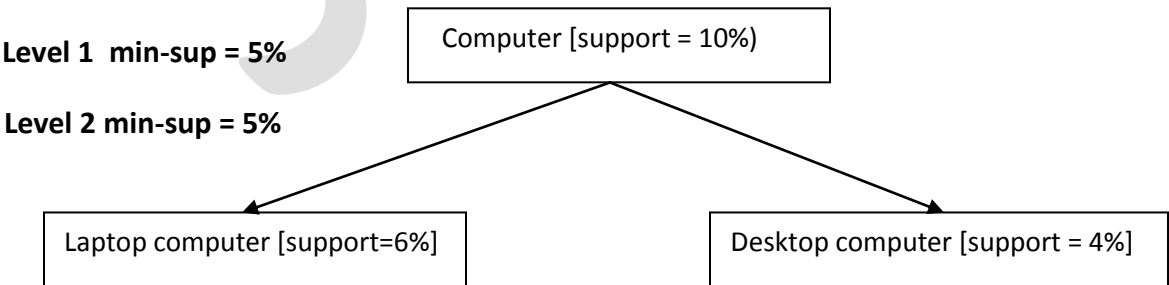 Computer [support = 10%)
Level 1 min-sup = 5%
Level 2 min-sup = 5%
Laptop computer [support=6%]
Desktop computer [support = 4%]